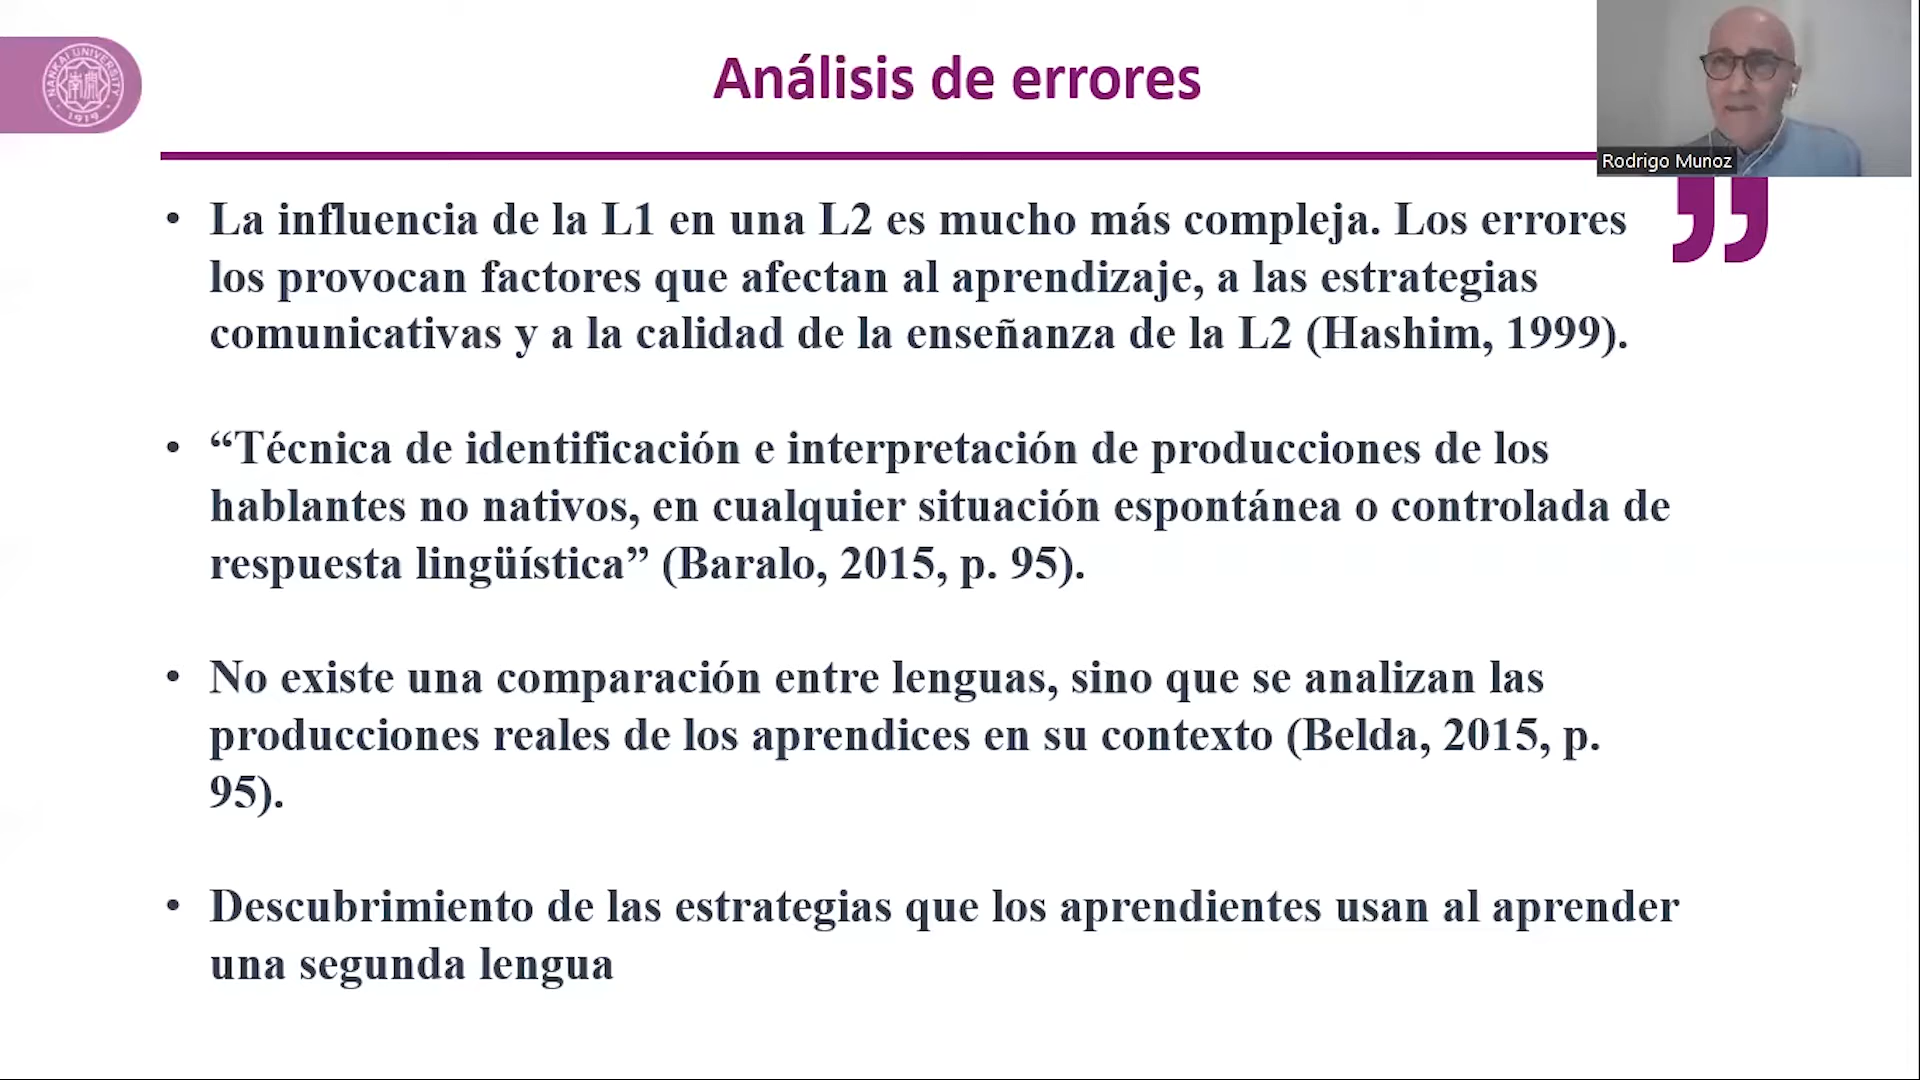 Análisis de errores
NANKAI UNIVERSITY
南開
1919
Rodrigo Munoz
”
• La influencia de la L1 en una L2 es mucho más compleja. Los errores
los provocan factores que afectan al aprendizaje, a las estrategias
comunicativas y a la calidad de la enseñanza de la L2 (Hashim, 1999).
• “Técnica de identificación e interpretación de producciones de los
hablantes no nativos, en cualquier situación espontánea o controlada de
respuesta lingüística” (Baralo, 2015, p. 95).
• No existe una comparación entre lenguas, sino que se analizan las
producciones reales de los aprendices en su contexto (Belda, 2015, p.
95).
• Descubrimiento de las estrategias que los aprendientes usan al aprender
una segunda lengua